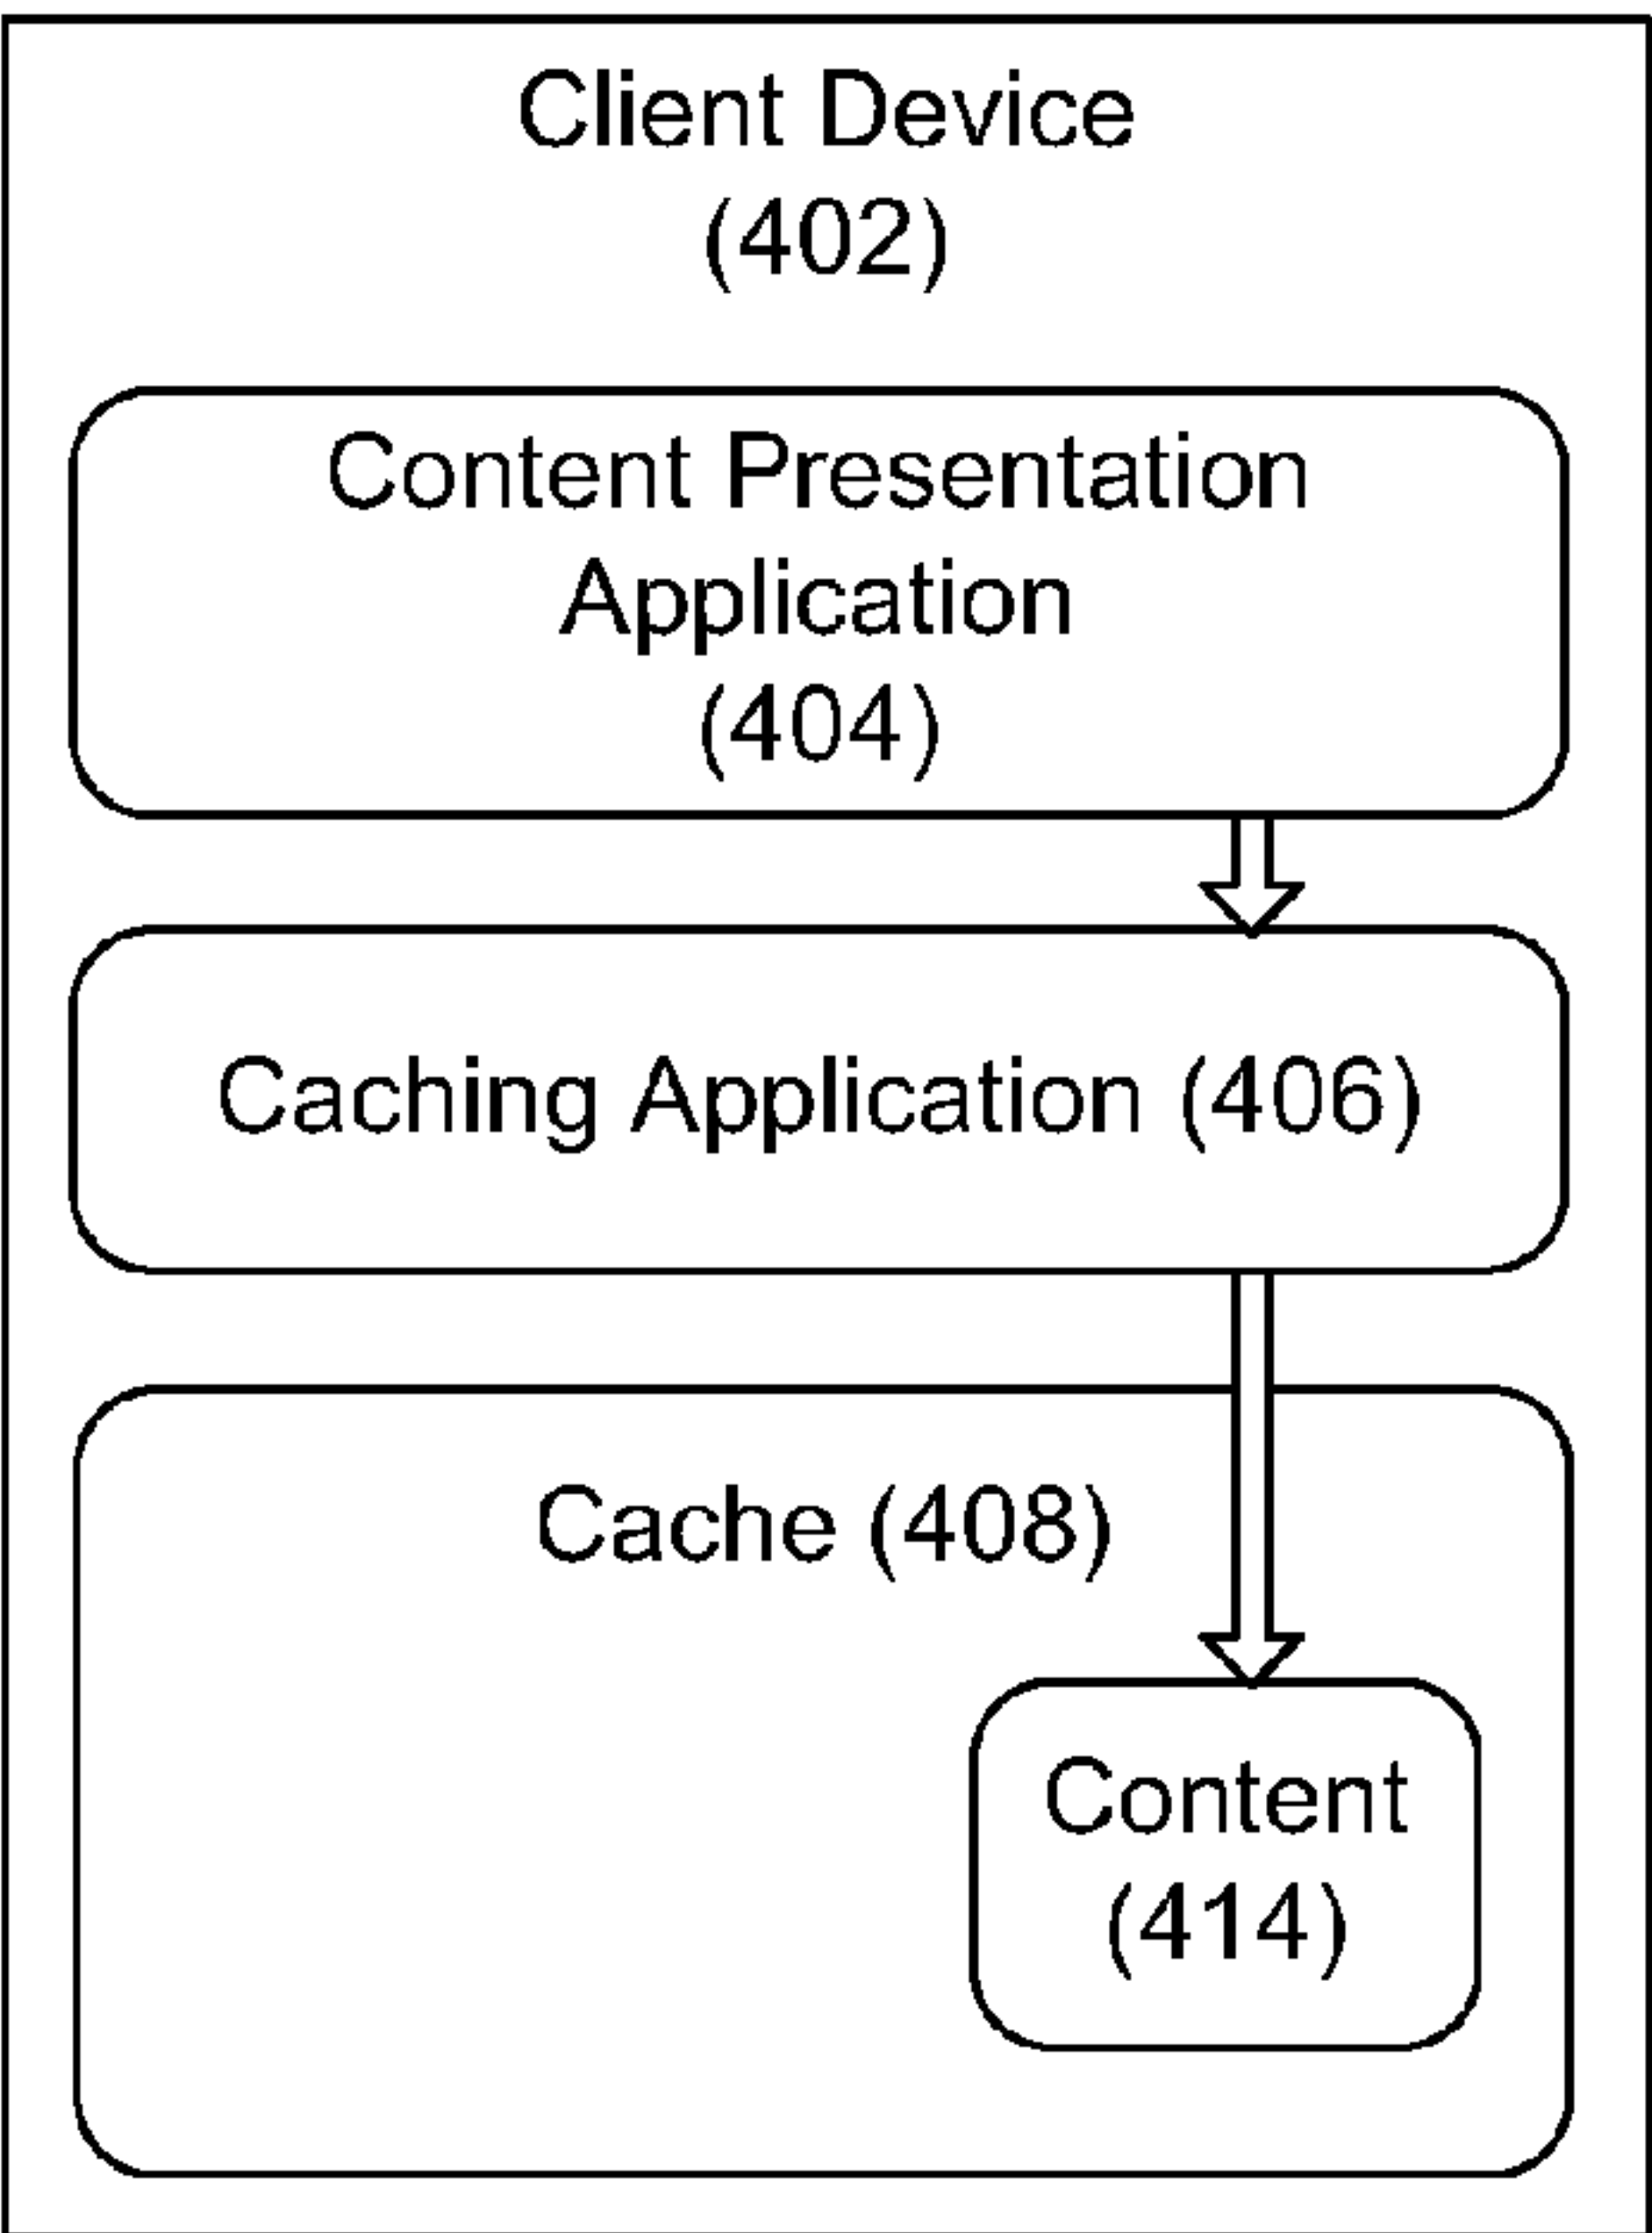 Client Device
(402)
Content Presentation
Application
(404)
Caching Application (406)
Cache (408)
Content
(414)